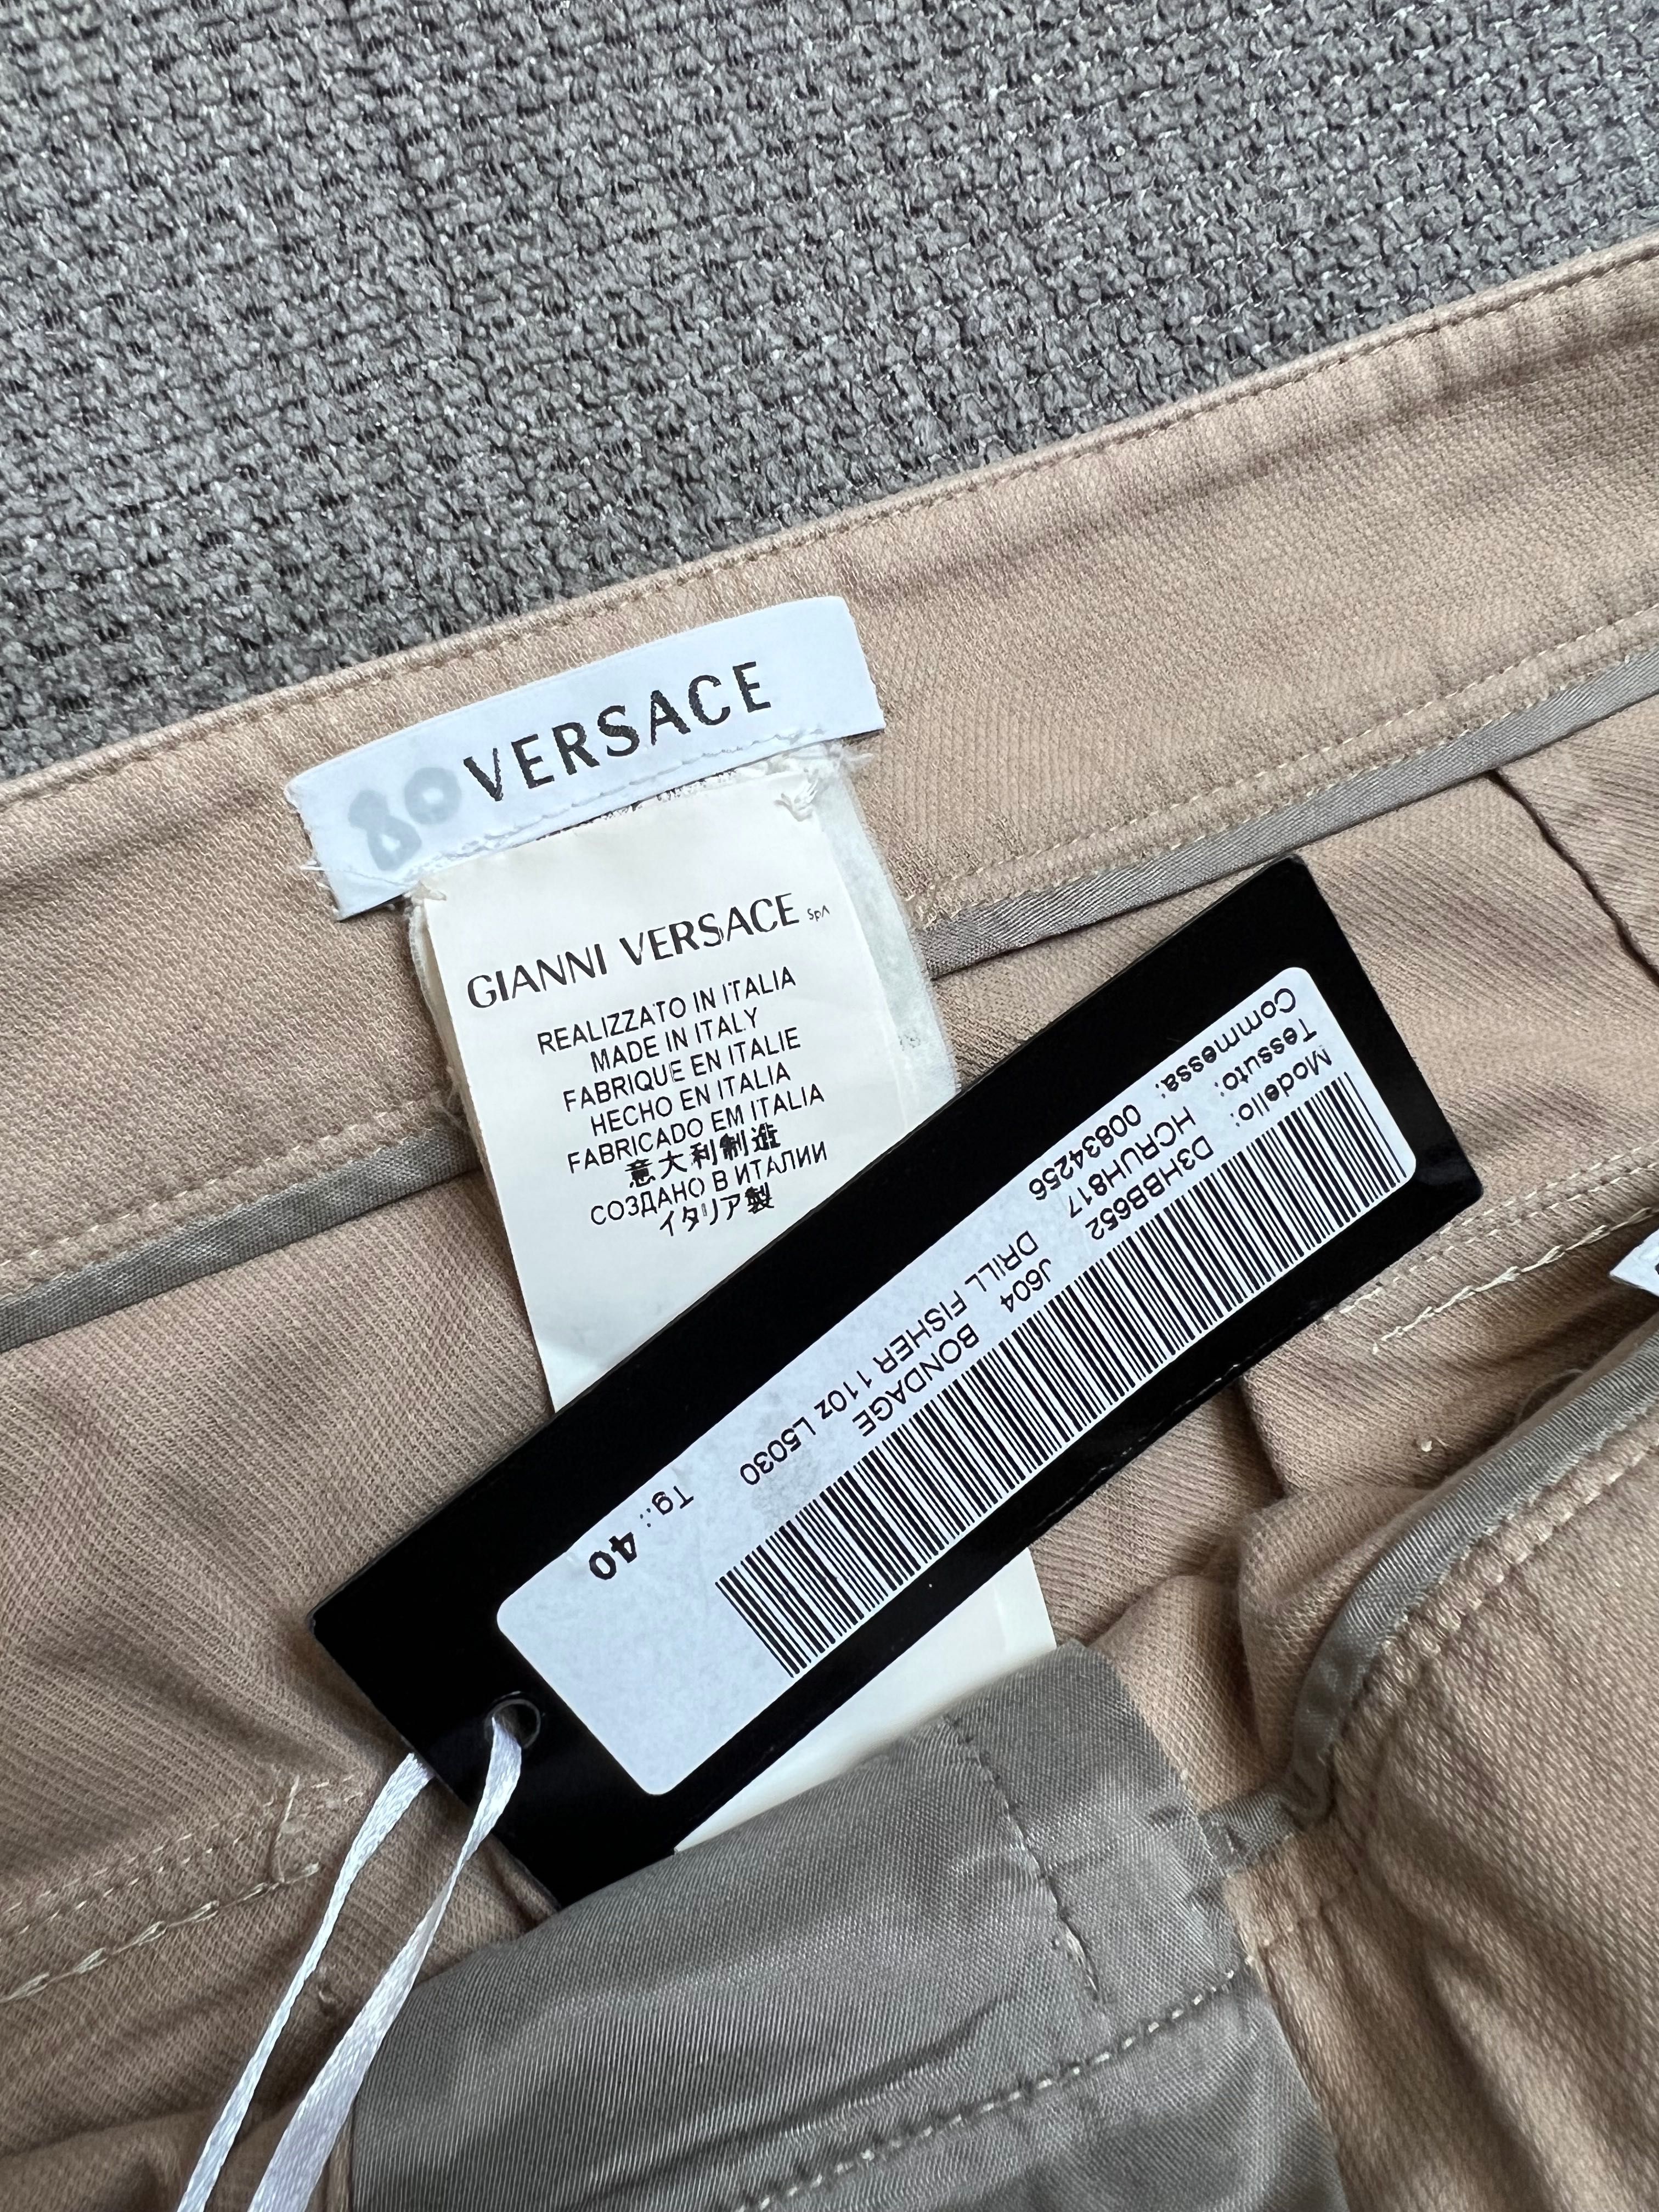 80 VERSACE
GIANNI VERSACE SpA
REALIZZATO IN ITALIA
MADE IN ITALY
FABRIQUE EN ITALIE
HECHO EN ITALIA
FABRICADO EM ITALIA
意大利制造
СОЗДАНО В ИТАЛИИ
イタリア製
Commessa: 00834256
Tessuto: HCRUH817 DRILL FISHER 11oz L5030 Tg.: 40
Modello: D3HBB652 J604 BONDAGE